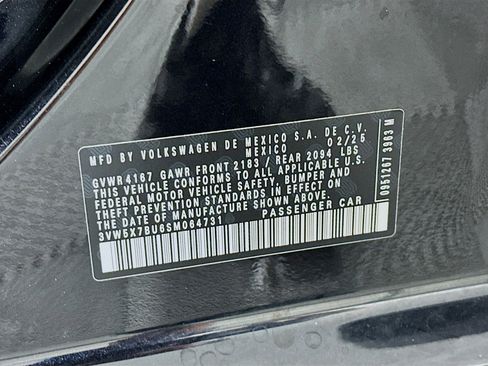 MFD BY VOLKSWAGEN DE MEXICO S.A. DE C.V.
MEXICO 02/25
GVWR 4167 GAWR FRONT 2183 / REAR 2094 LBS
THIS VEHICLE CONFORMS TO ALL APPLICABLE U.S.
FEDERAL MOTOR VEHICLE SAFETY, BUMPER AND
THEFT PREVENTION STANDARDS IN EFFECT ON
THE DATE OF MANUFACTURE SHOWN ABOVE.
3VW5X7BU6SM064731 PASSENGER CAR
0951267 3963 M